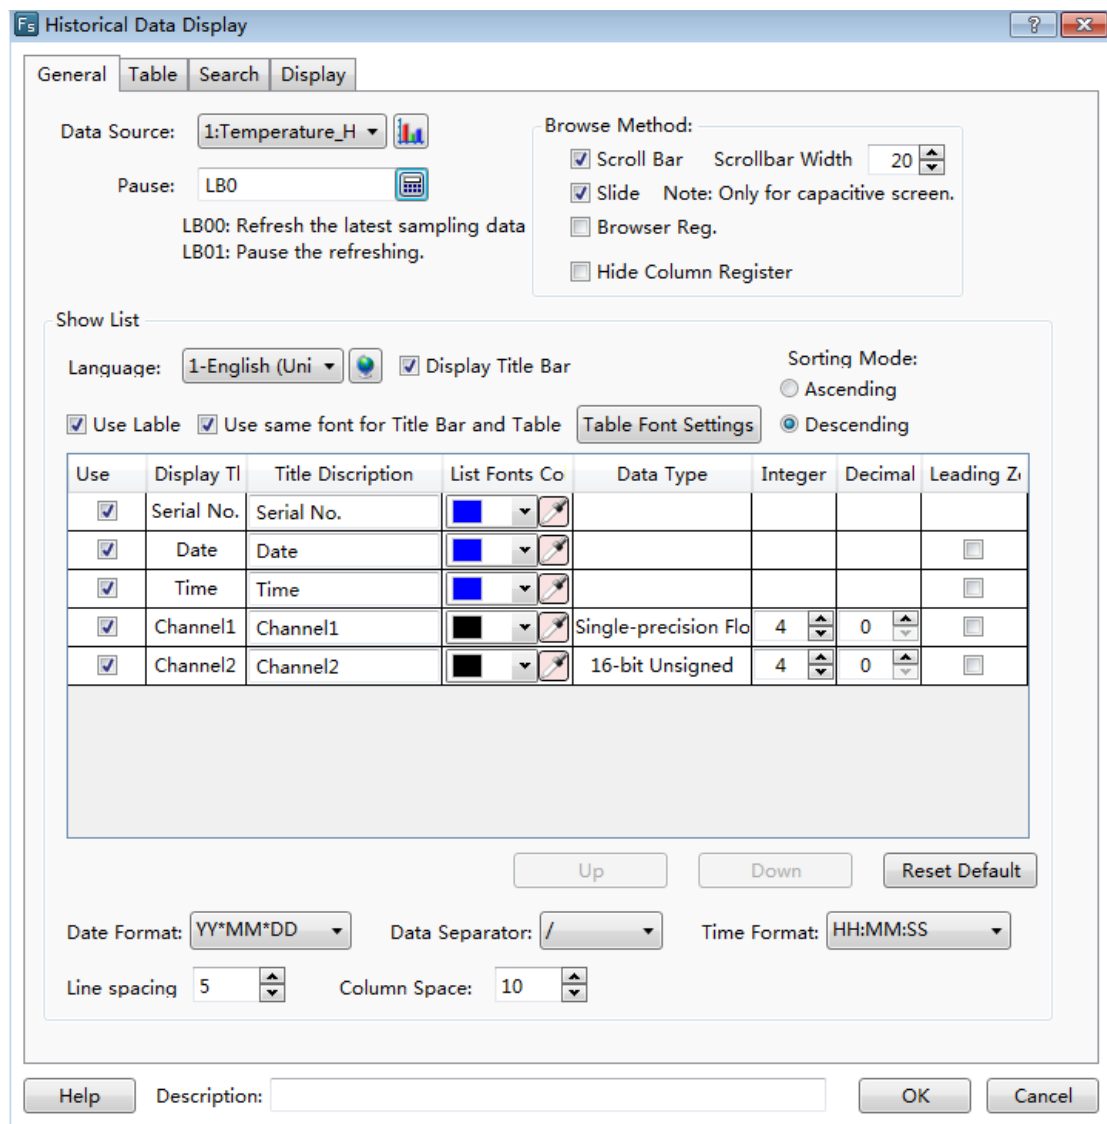 Fs Historical Data Display
General Table Search Display
Data Source: 1:Temperature_H
Pause: LB0
LB00: Refresh the latest sampling data
LB01: Pause the refreshing.
Browse Method:
Scroll Bar Scrollbar Width 20
Slide Note: Only for capacitive screen.
Browser Reg.
Hide Column Register
Show List
Language: 1-English (Uni Display Title Bar
Sorting Mode:
Ascending
Use Lable Use same font for Title Bar and Table Table Font Settings Descending
Use Display Tl Title Discription List Fonts Co Data Type Integer Decimal Leading Z
Serial No. Serial No.
Date Date
Time Time
Channel1 Channel1 Single-precision Flo 4 0
Channel2 Channel2 16-bit Unsigned 4 0
Up Down Reset Default
Date Format: YY*MM*DD Data Separator: / Time Format: HH:MM:SS
Line spacing 5 Column Space: 10
Help Description: OK Cancel